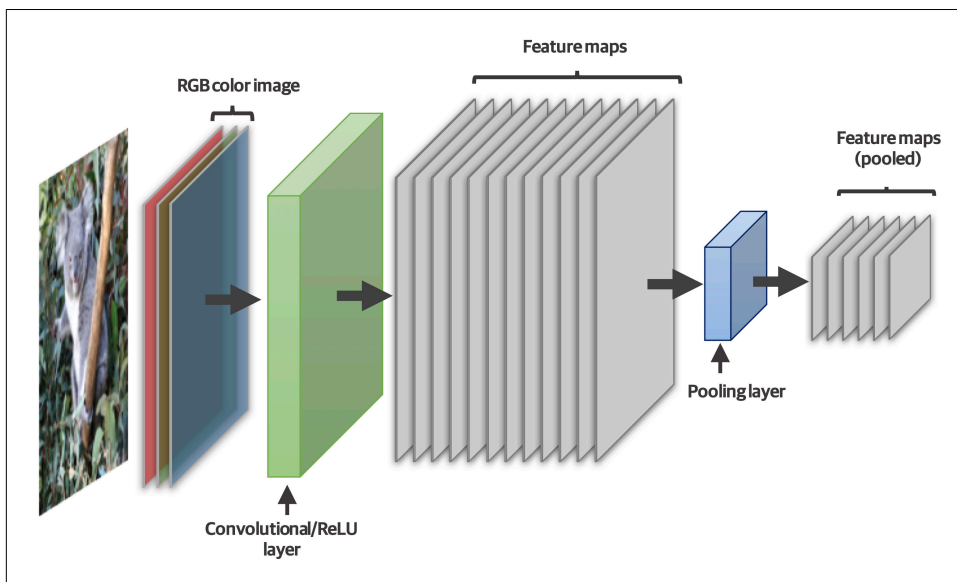 Feature maps
RGB color image
Feature maps
(pooled)
Pooling layer
Convolutional/ReLU
layer